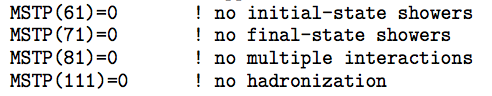 MSTP(61)=0 ! no initial-state showers
MSTP(71)=0 ! no final-state showers
MSTP(81)=0 ! no multiple interactions
MSTP(111)=0 ! no hadronization